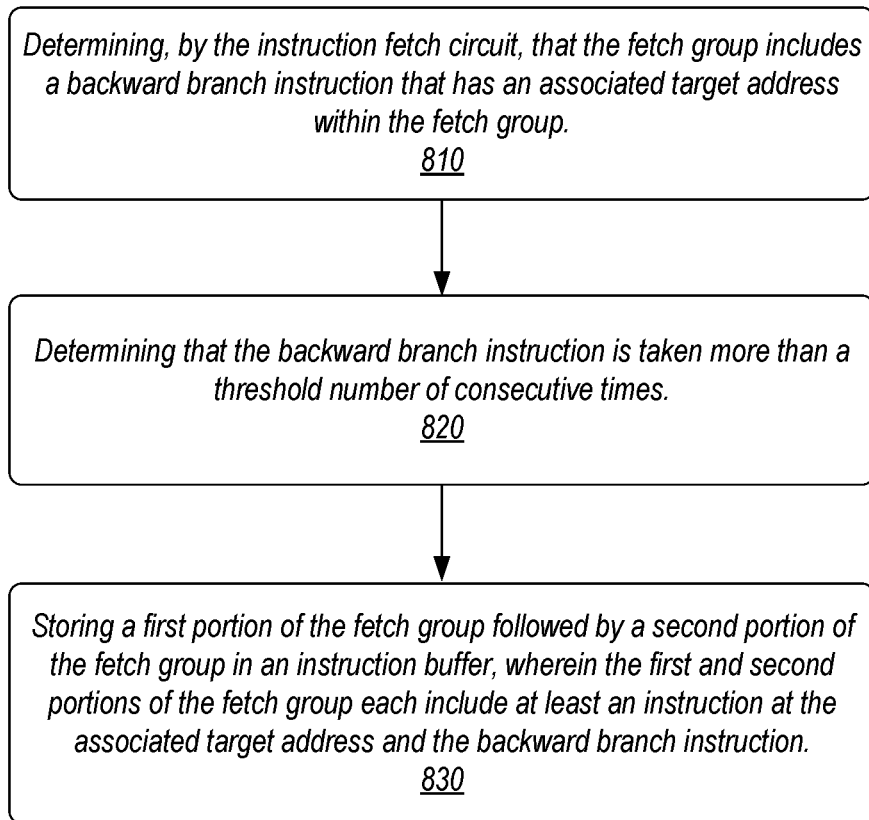 Determining, by the instruction fetch circuit, that the fetch group includes
a backward branch instruction that has an associated target address
within the fetch group.
810
Determining that the backward branch instruction is taken more than a
threshold number of consecutive times.
820
Storing a first portion of the fetch group followed by a second portion of
the fetch group in an instruction buffer, wherein the first and second
portions of the fetch group each include at least an instruction at the
associated target address and the backward branch instruction.
830